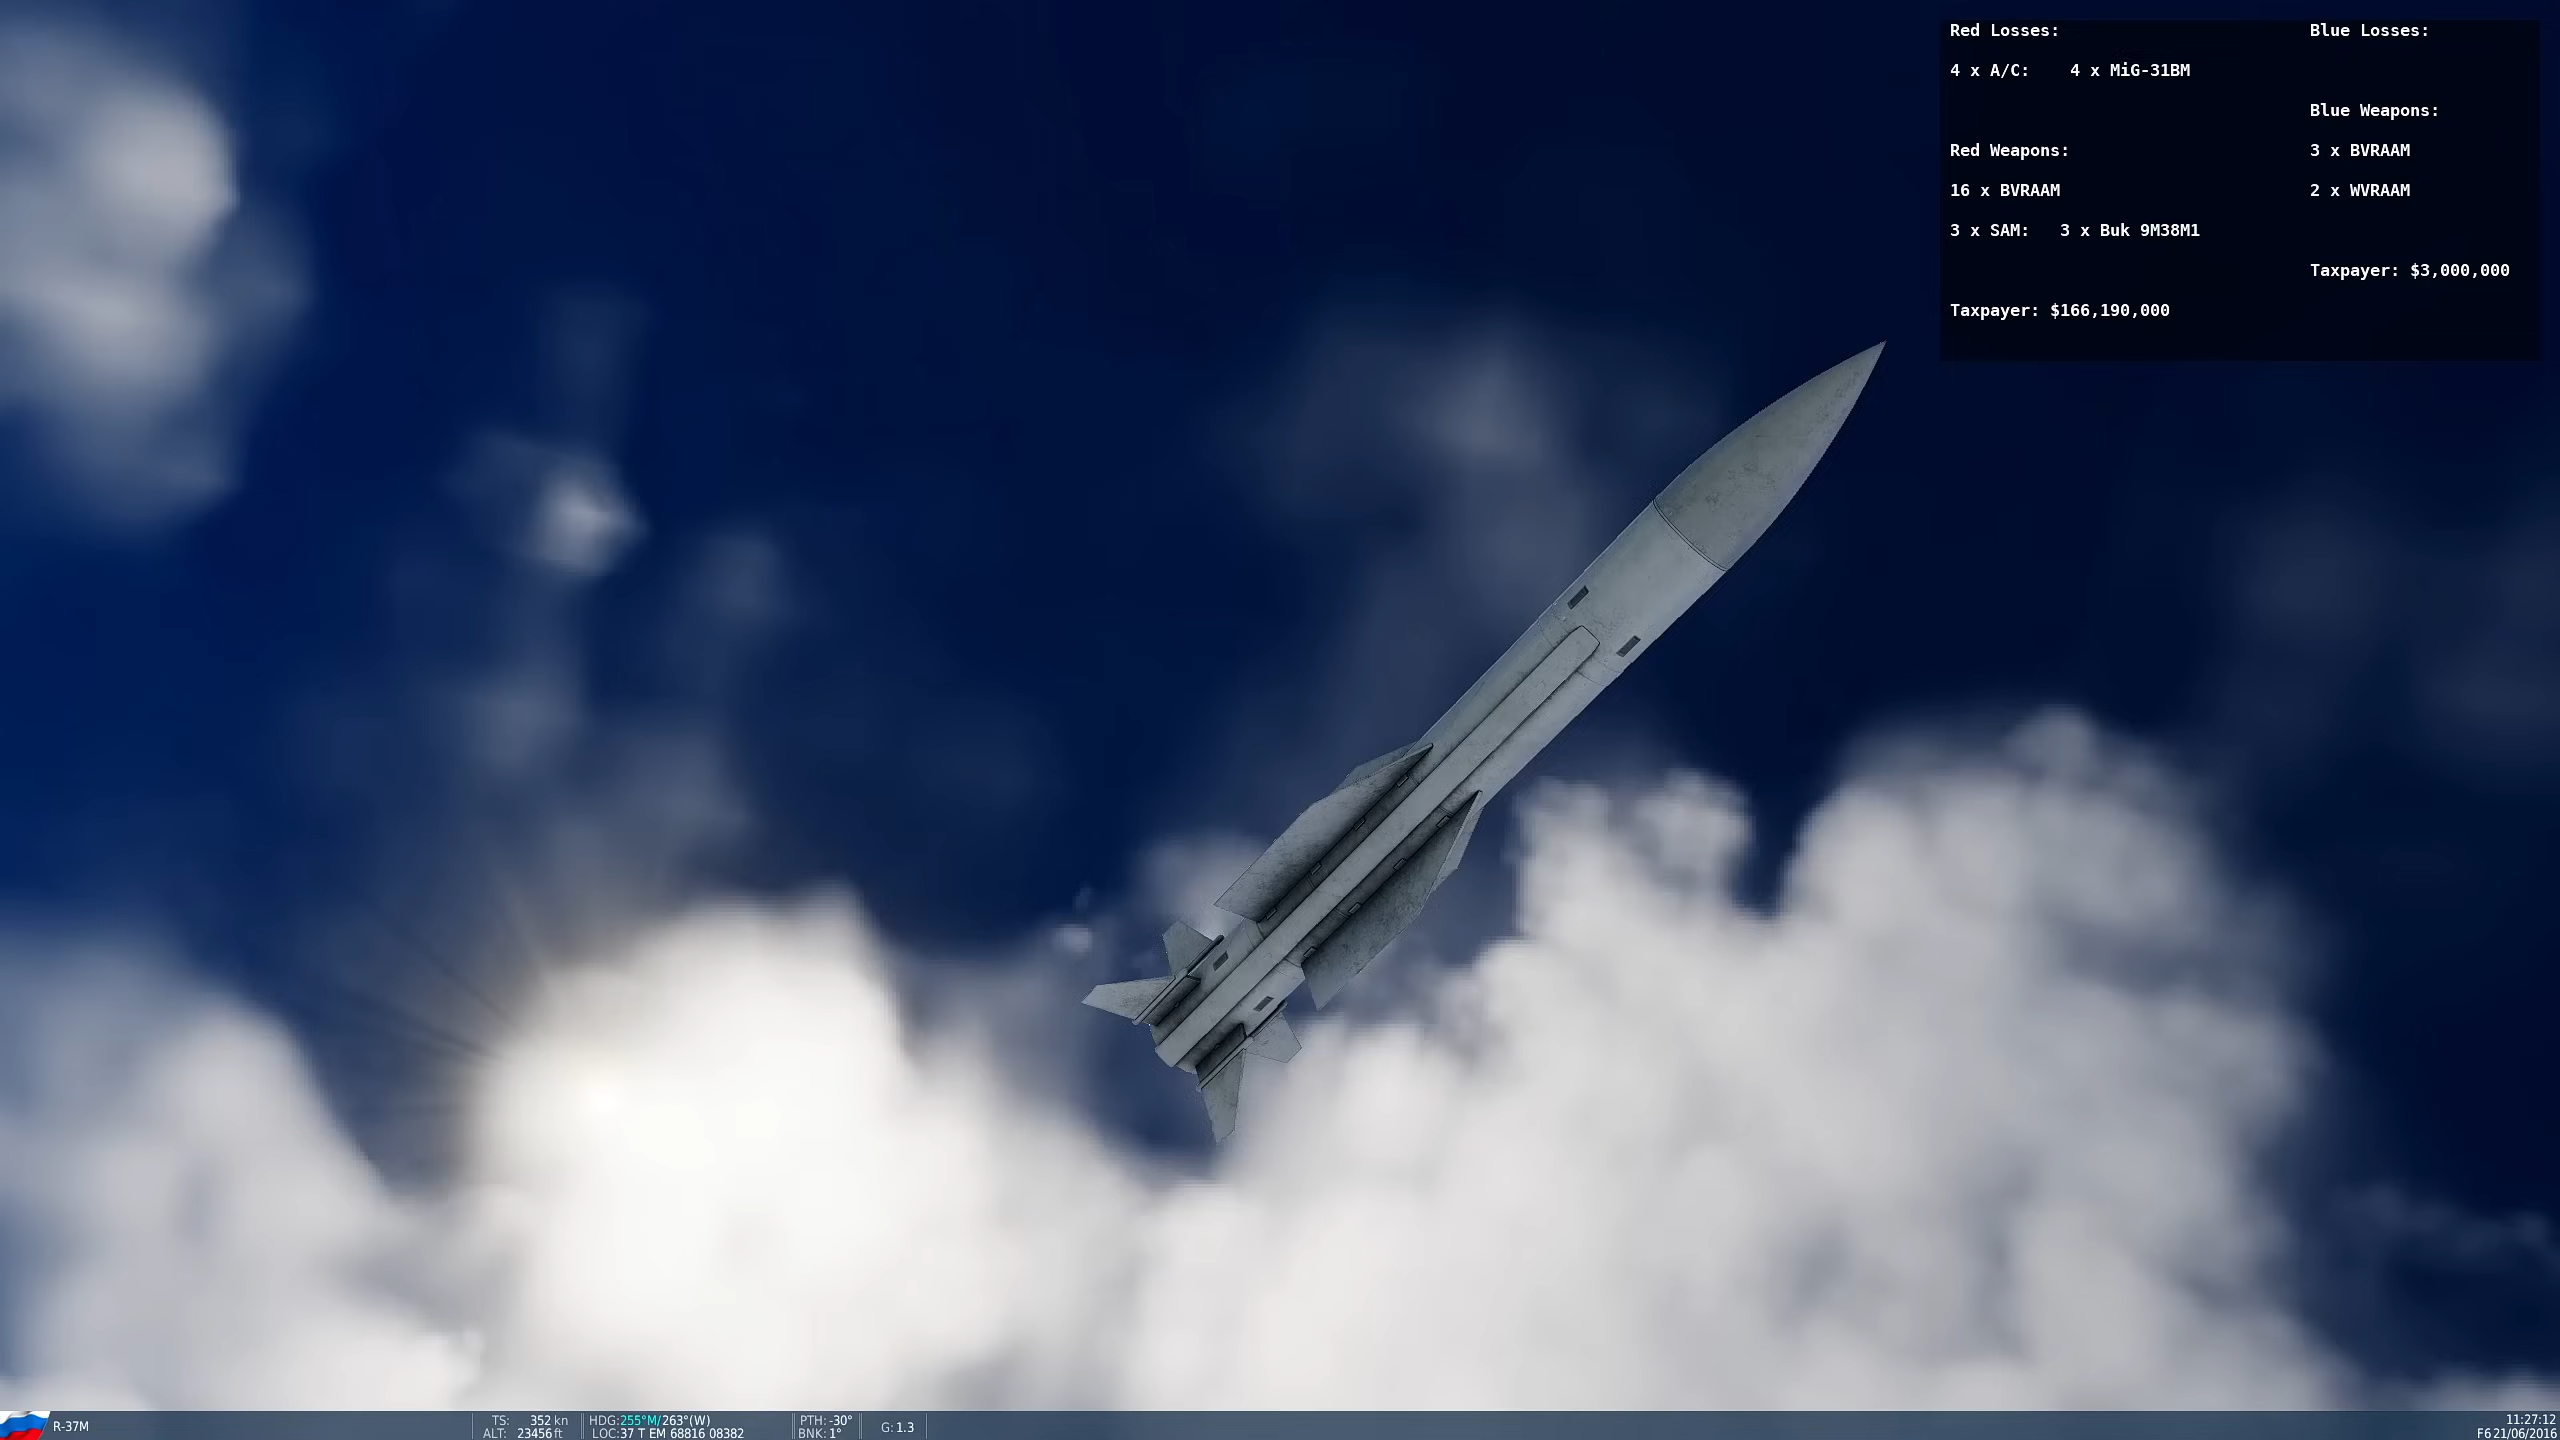 Red Losses:
4 x A/C:    4 x MiG-31BM
Red Weapons:
16 x BVRAAM
3 x SAM:   3 x Buk 9M38M1
Taxpayer: $166,190,000
Blue Losses:
Blue Weapons:
3 x BVRAAM
2 x WVRAAM
Taxpayer: $3,000,000
R-37M
TS: 352 kn
ALT: 23456 ft
HDG:255°M/263°(W)
LOC:37 T EM 68816 08382
PTH: -30°
BNK: 1°
G: 1.3
11:27:12
F6 21/06/2016